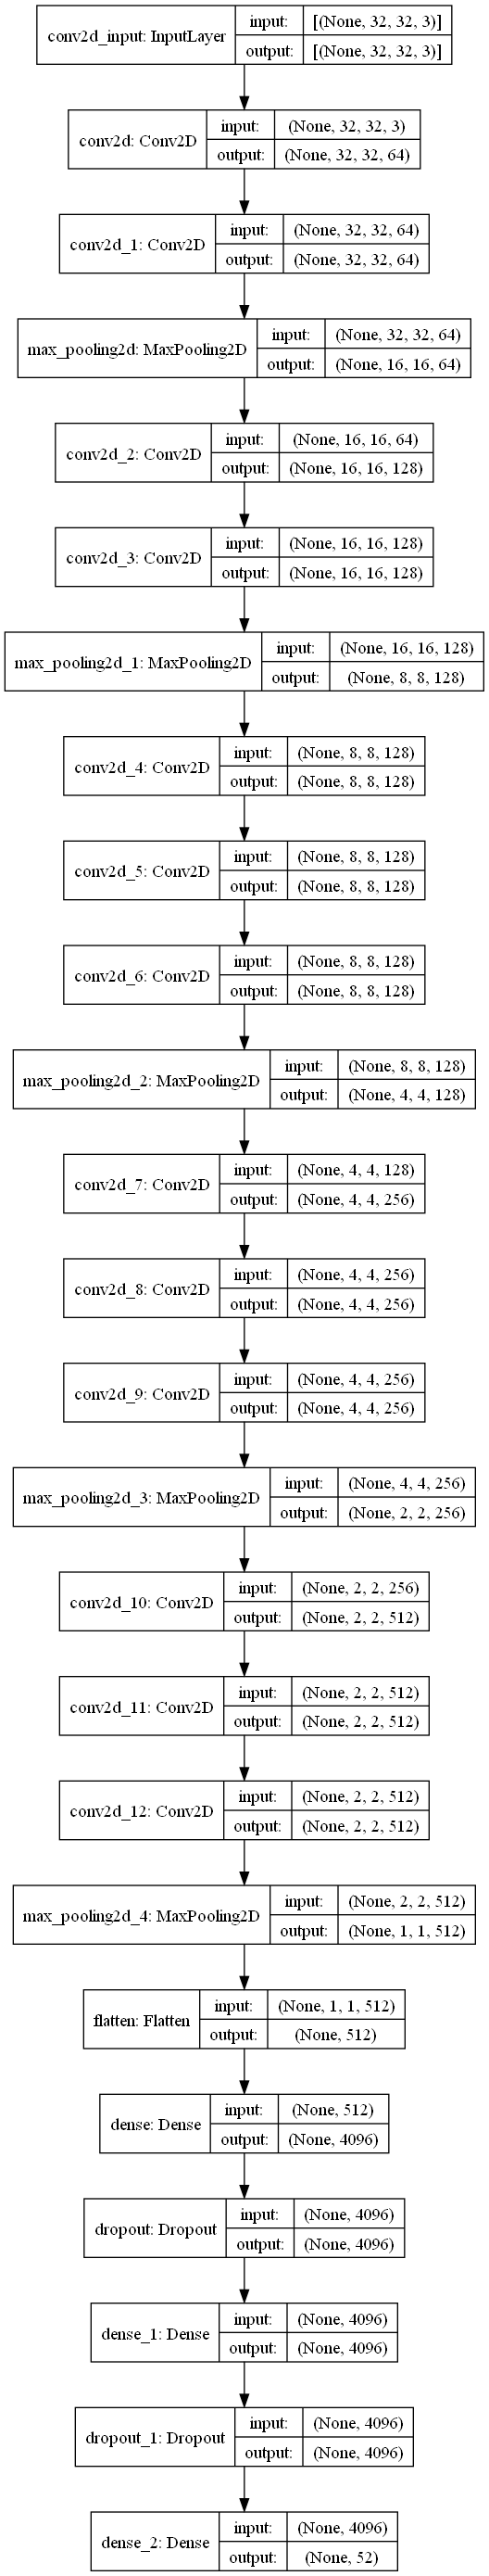 conv2d_input: InputLayer
input: [(None, 32, 32, 3)]
output: [(None, 32, 32, 3)]
conv2d: Conv2D
input: (None, 32, 32, 3)
output: (None, 32, 32, 64)
conv2d_1: Conv2D
input: (None, 32, 32, 64)
output: (None, 32, 32, 64)
max_pooling2d: MaxPooling2D
input: (None, 32, 32, 64)
output: (None, 16, 16, 64)
conv2d_2: Conv2D
input: (None, 16, 16, 64)
output: (None, 16, 16, 128)
conv2d_3: Conv2D
input: (None, 16, 16, 128)
output: (None, 16, 16, 128)
max_pooling2d_1: MaxPooling2D
input: (None, 16, 16, 128)
output: (None, 8, 8, 128)
conv2d_4: Conv2D
input: (None, 8, 8, 128)
output: (None, 8, 8, 128)
conv2d_5: Conv2D
input: (None, 8, 8, 128)
output: (None, 8, 8, 128)
conv2d_6: Conv2D
input: (None, 8, 8, 128)
output: (None, 8, 8, 128)
max_pooling2d_2: MaxPooling2D
input: (None, 8, 8, 128)
output: (None, 4, 4, 128)
conv2d_7: Conv2D
input: (None, 4, 4, 128)
output: (None, 4, 4, 256)
conv2d_8: Conv2D
input: (None, 4, 4, 256)
output: (None, 4, 4, 256)
conv2d_9: Conv2D
input: (None, 4, 4, 256)
output: (None, 4, 4, 256)
max_pooling2d_3: MaxPooling2D
input: (None, 4, 4, 256)
output: (None, 2, 2, 256)
conv2d_10: Conv2D
input: (None, 2, 2, 256)
output: (None, 2, 2, 512)
conv2d_11: Conv2D
input: (None, 2, 2, 512)
output: (None, 2, 2, 512)
conv2d_12: Conv2D
input: (None, 2, 2, 512)
output: (None, 2, 2, 512)
max_pooling2d_4: MaxPooling2D
input: (None, 2, 2, 512)
output: (None, 1, 1, 512)
flatten: Flatten
input: (None, 1, 1, 512)
output: (None, 512)
dense: Dense
input: (None, 512)
output: (None, 4096)
dropout: Dropout
input: (None, 4096)
output: (None, 4096)
dense_1: Dense
input: (None, 4096)
output: (None, 4096)
dropout_1: Dropout
input: (None, 4096)
output: (None, 4096)
dense_2: Dense
input: (None, 4096)
output: (None, 52)